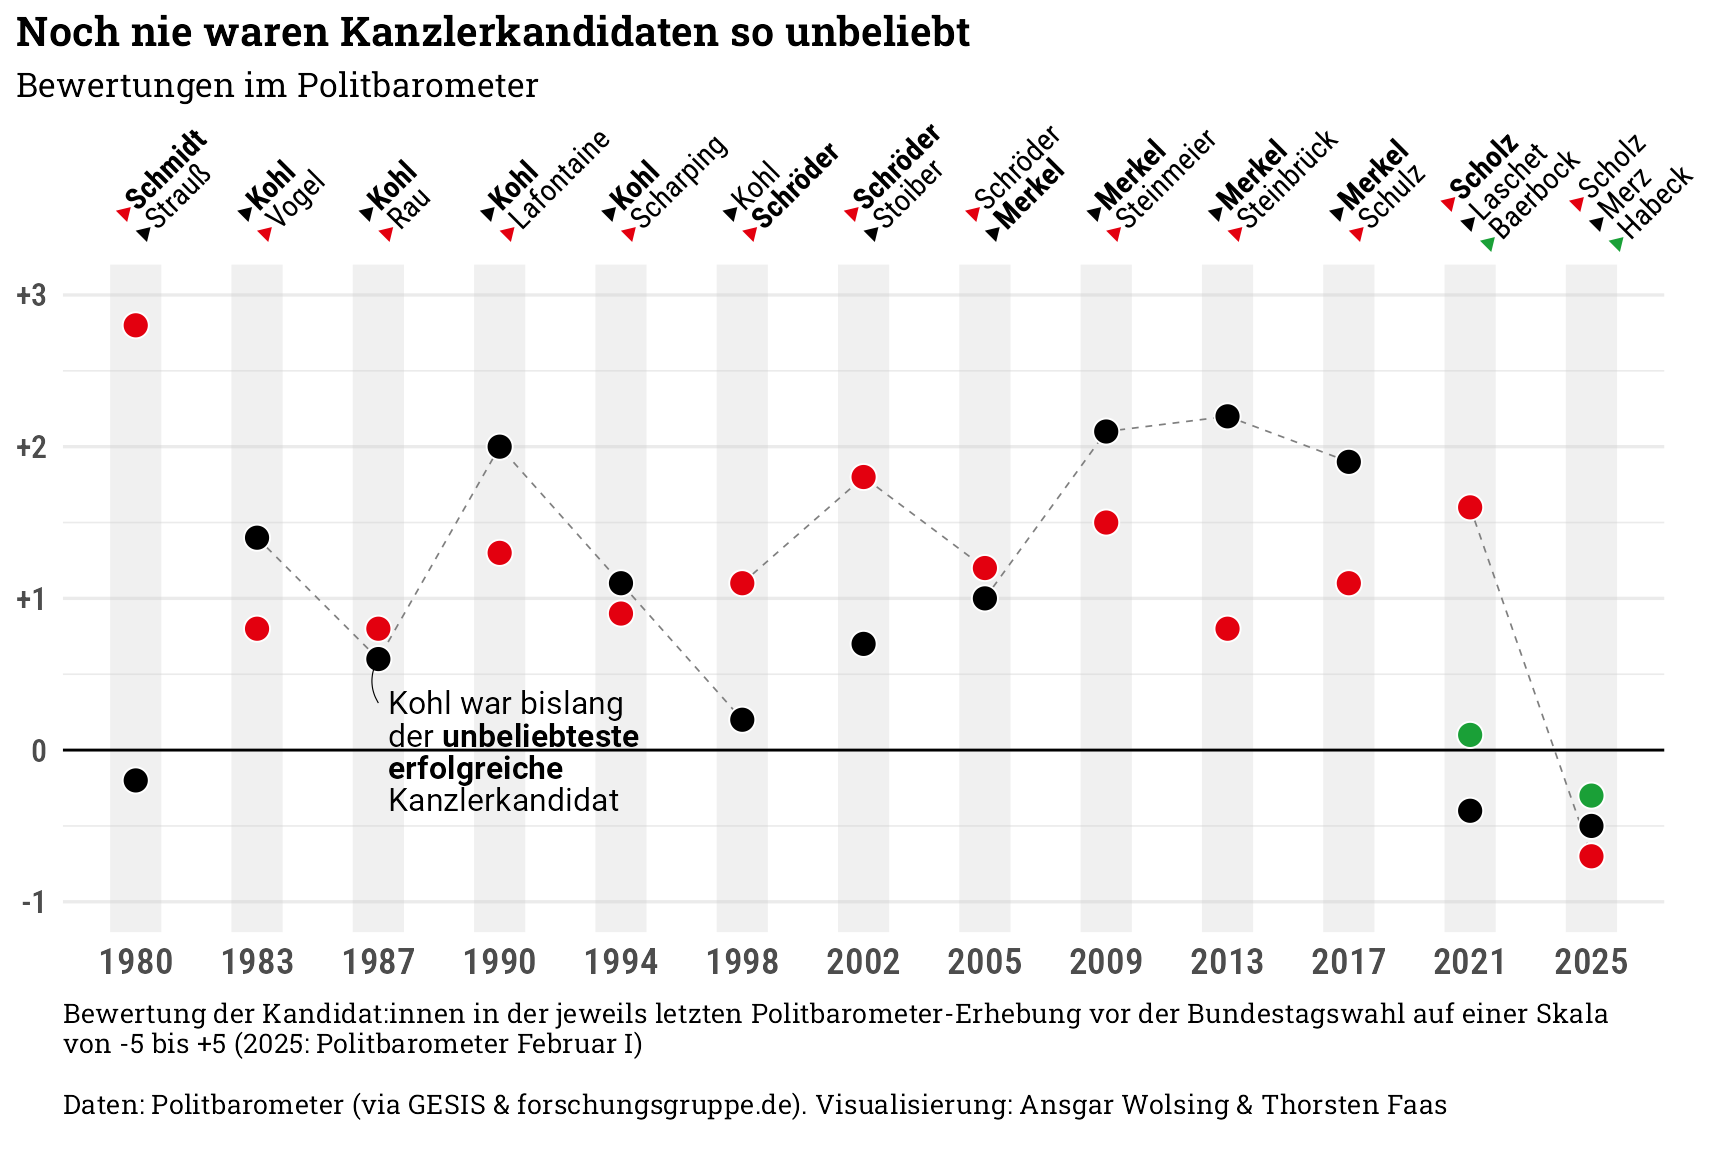 Noch nie waren Kanzlerkandidaten so unbeliebt
Bewertungen im Politbarometer
Schmidt
Strauß
Kohl
Vogel
Kohl
Rau
Kohl
Lafontaine
Kohl
Scharping
Kohl
Schröder
Schröder
Stoiber
Schröder
Merkel
Merkel
Steinmeier
Merkel
Steinbrück
Merkel
Schulz
Scholz
Laschet
Baerbock
Scholz
Merz
Habeck
+3
+2
+1
0
-1
Kohl war bislang
der unbeliebteste
erfolgreiche
Kanzlerkandidat
1980 1983 1987 1990 1994 1998 2002 2005 2009 2013 2017 2021 2025
Bewertung der Kandidat:innen in der jeweils letzten Politbarometer-Erhebung vor der Bundestagswahl auf einer Skala
von -5 bis +5 (2025: Politbarometer Februar I)
Daten: Politbarometer (via GESIS & forschungsgruppe.de). Visualisierung: Ansgar Wolsing & Thorsten Faas